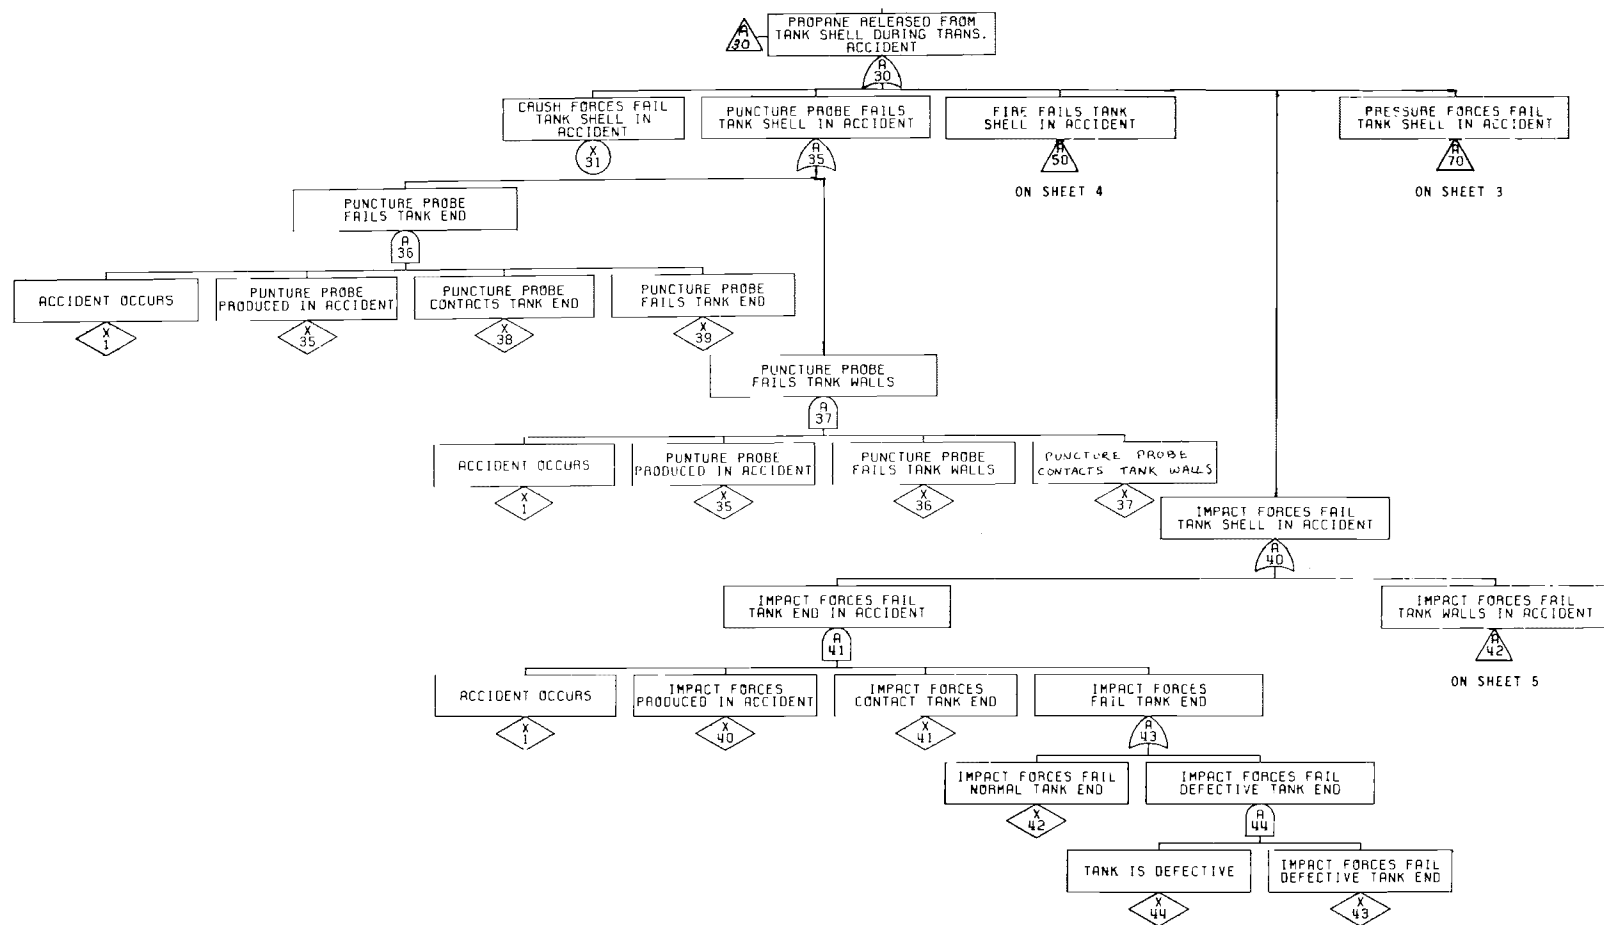 PROPANE RELEASED FROM
TANK SHELL DURING TRANS.
ACCIDENT
A
30
A
30
CRUSH FORCES FAIL
TANK SHELL IN
ACCIDENT
X
31
PUNCTURE PROBE FAILS
TANK SHELL IN ACCIDENT
A
35
FIRE FAILS TANK
SHELL IN ACCIDENT
A
50
ON SHEET 4
PRESSURE FORCES FAIL
TANK SHELL IN ACCIDENT
A
70
ON SHEET 3
PUNCTURE PROBE
FAILS TANK END
A
36
ACCIDENT OCCURS
X
1
PUNTURE PROBE
PRODUCED IN ACCIDENT
X
35
PUNCTURE PROBE
CONTACTS TANK END
X
38
PUNCTURE PROBE
FAILS TANK END
X
39
PUNCTURE PROBE
FAILS TANK WALLS
A
37
ACCIDENT OCCURS
X
1
PUNTURE PROBE
PRODUCED IN ACCIDENT
X
35
PUNCTURE PROBE
FAILS TANK WALLS
X
36
PUNCTURE PROBE
CONTACTS TANK WALLS
X
37
IMPACT FORCES FAIL
TANK SHELL IN ACCIDENT
A
40
IMPACT FORCES FAIL
TANK END IN ACCIDENT
A
41
IMPACT FORCES FAIL
TANK WALLS IN ACCIDENT
A
42
ON SHEET 5
ACCIDENT OCCURS
X
1
IMPACT FORCES
PRODUCED IN ACCIDENT
X
40
IMPACT FORCES
CONTACT TANK END
X
41
IMPACT FORCES
FAIL TANK END
A
43
IMPACT FORCES FAIL
NORMAL TANK END
X
42
IMPACT FORCES FAIL
DEFECTIVE TANK END
A
44
TANK IS DEFECTIVE
X
44
IMPACT FORCES FAIL
DEFECTIVE TANK END
X
43